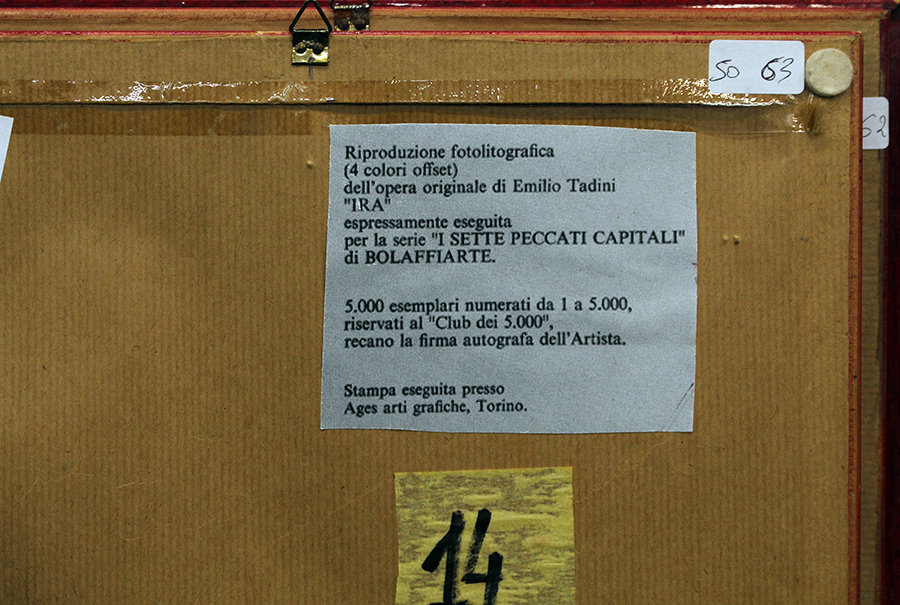 50 63
52
Riproduzione fotolitografica
(4 colori offset)
dell'opera originale di Emilio Tadini
"IRA"
espressamente eseguita
per la serie "I SETTE PECCATI CAPITALI"
di BOLAFFIARTE.
5.000 esemplari numerati da 1 a 5.000,
riservati al "Club dei 5.000",
recano la firma autografa dell'Artista.
Stampa eseguita presso
Ages arti grafiche, Torino.
14